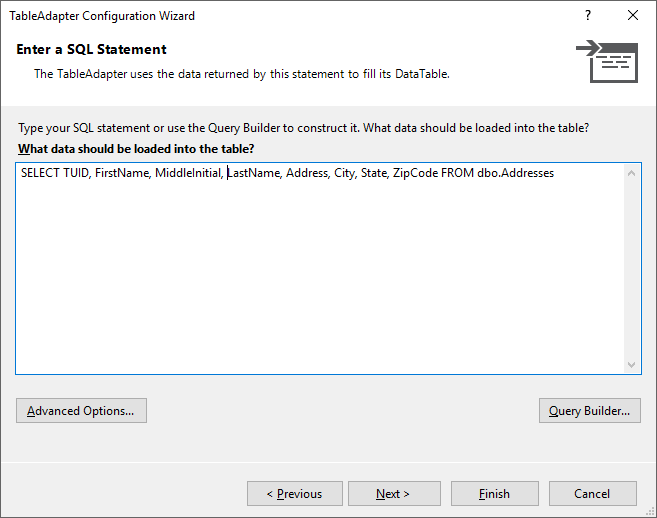 TableAdapter Configuration Wizard
?
Enter a SQL Statement
The TableAdapter uses the data returned by this statement to fill its DataTable.
Type your SQL statement or use the Query Builder to construct it. What data should be loaded into the table?
What data should be loaded into the table?
SELECT TUID, FirstName, MiddleInitial, LastName, Address, City, State, ZipCode FROM dbo.Addresses
Advanced Options... Query Builder...
< Previous Next > Finish Cancel